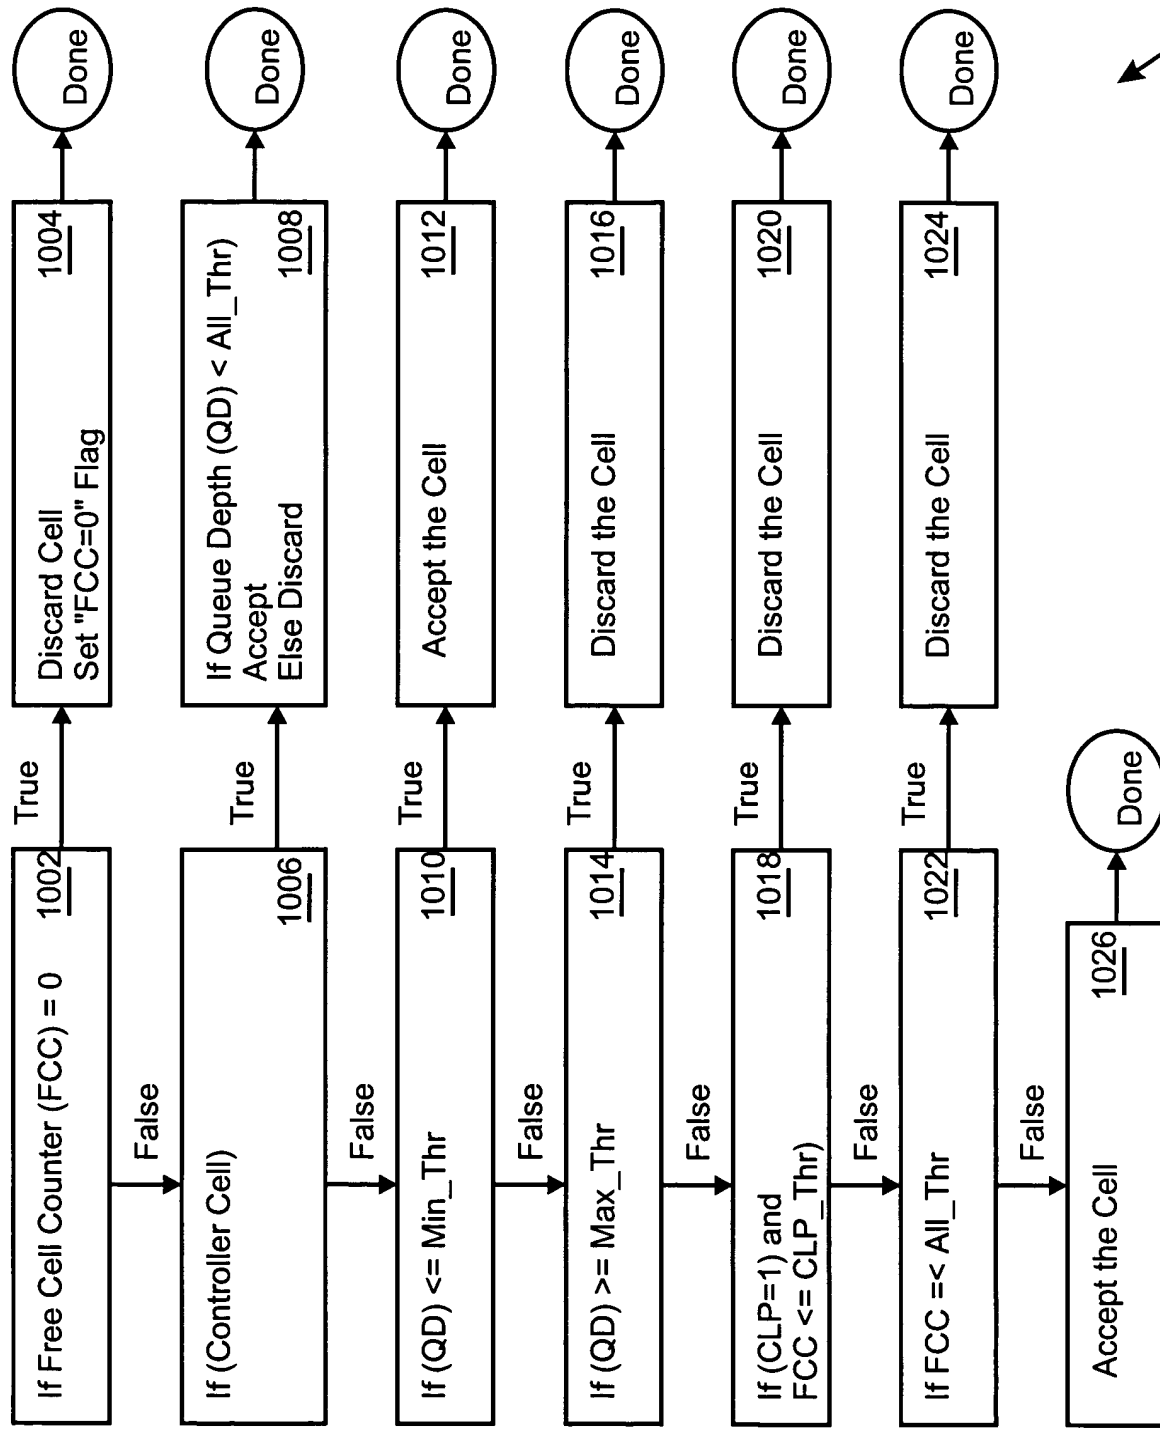 If Free Cell Counter (FCC) = 0 1002
True
Discard Cell 1004
Set "FCC=0" Flag
Done
False
If (Controller Cell)
1006
True
If Queue Depth (QD) < All_Thr)
Accept
Else Discard 1008
Done
False
If (QD) <= Min_Thr 1010
True
Accept the Cell 1012
Done
False
If (QD) >= Max_Thr 1014
True
Discard the Cell 1016
Done
False
If (CLP=1) and 1018
FCC <= CLP_Thr)
True
Discard the Cell 1020
Done
False
If FCC =< All_Thr 1022
True
Discard the Cell 1024
Done
False
Accept the Cell 1026
Done